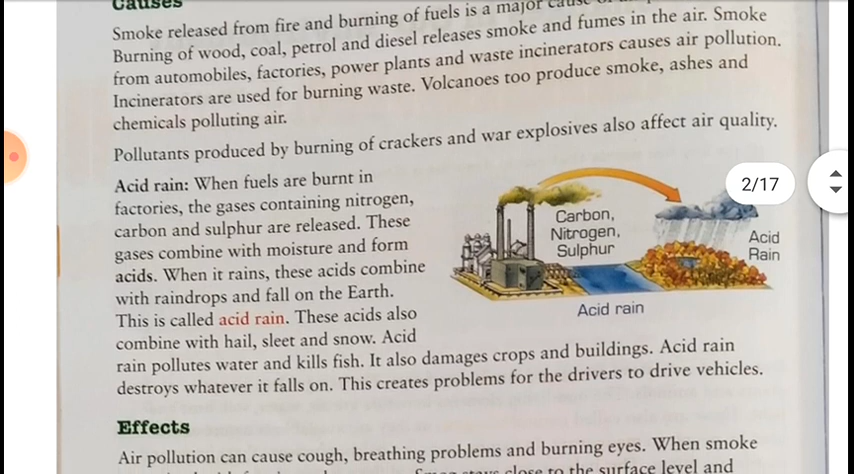 Causes
Smoke released from fire and burning of fuels is a major cause of
Burning of wood, coal, petrol and diesel releases smoke and fumes in the air. Smoke
from automobiles, factories, power plants and waste incinerators causes air pollution.
Incinerators are used for burning waste. Volcanoes too produce smoke, ashes and
chemicals polluting air.
Pollutants produced by burning of crackers and war explosives also affect air quality.
Acid rain: When fuels are burnt in
factories, the gases containing nitrogen,
carbon and sulphur are released. These
gases combine with moisture and form
acids. When it rains, these acids combine
with raindrops and fall on the Earth.
This is called acid rain. These acids also
combine with hail, sleet and snow. Acid
rain pollutes water and kills fish. It also damages crops and buildings. Acid rain
destroys whatever it falls on. This creates problems for the drivers to drive vehicles.
2/17
Carbon,
Nitrogen,
Sulphur
Acid
Rain
Acid rain
Effects
Air pollution can cause cough, breathing problems and burning eyes. When smoke
close to the surface level and